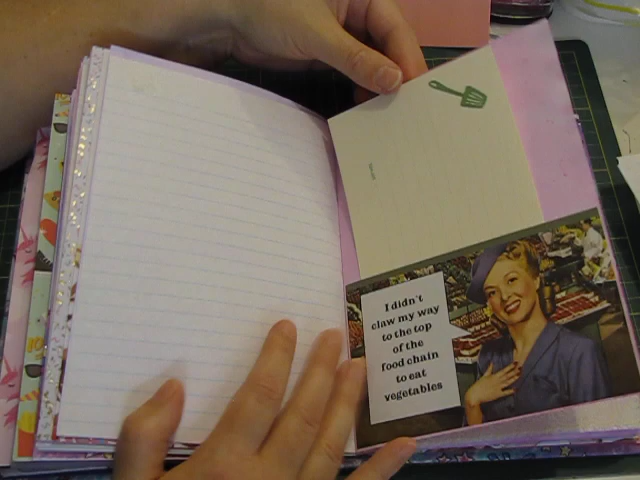 I didn't
claw my way
to the top
of the
food chain
to eat
vegetables